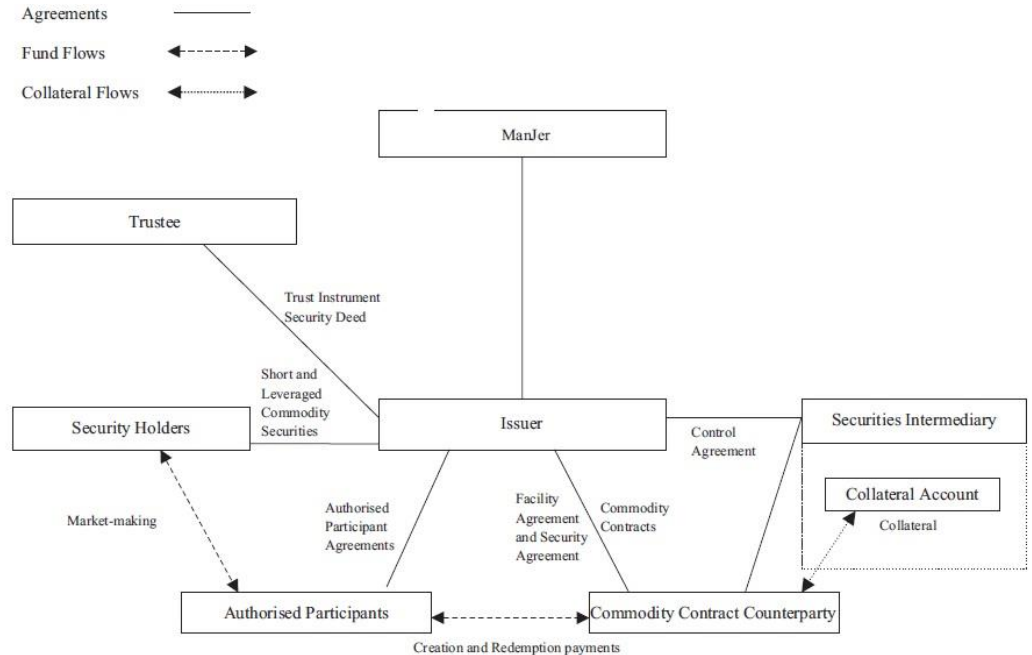 Agreements
Fund Flows
Collateral Flows
ManJer
Trustee
Trust Instrument
Security Deed
Short and
Leveraged
Commodity
Securities
Security Holders
Issuer
Control
Agreement
Securities Intermediary
Collateral Account
Collateral
Market-making
Authorised
Participant
Agreements
Facility
Agreement
and Security
Agreement
Commodity
Contracts
Authorised Participants
Commodity Contract Counterparty
Creation and Redemption payments